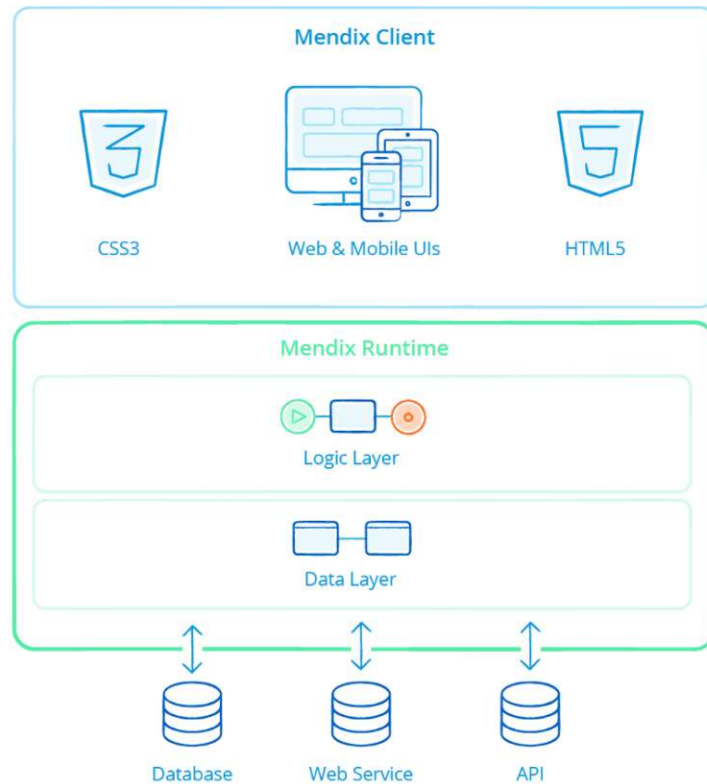 Mendix Client
CSS3
Web & Mobile UIs
HTML5
Mendix Runtime
Logic Layer
Data Layer
Database
Web Service
API